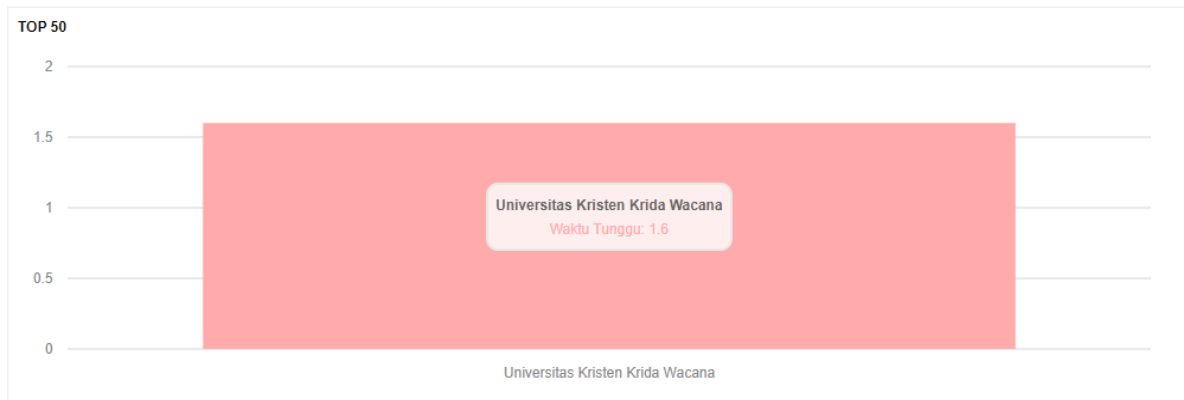 TOP 50
2
1.5
1
0.5
0
Universitas Kristen Krida Wacana
Waktu Tunggu: 1.6
Universitas Kristen Krida Wacana